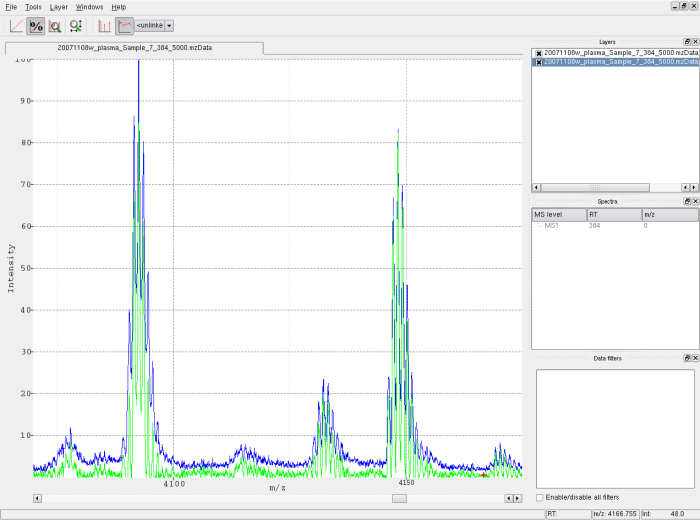 File Tools Layer Windows Help
% <unlinke
20071108w_plasma_Sample_7_384_5000.mzData
Layers
20071108w_plasma_Sample_7_384_5000.mzData
20071108w_plasma_Sample_7_384_5000.mzData
100
90
80
70
60
50
40
30
20
10
Intensity
4100
4150
m/z
Spectra
MS level RT m/z
MS1 384 0
Data filters
Enable/disable all filters
RT: m/z: 4166.755 Int: 48.0